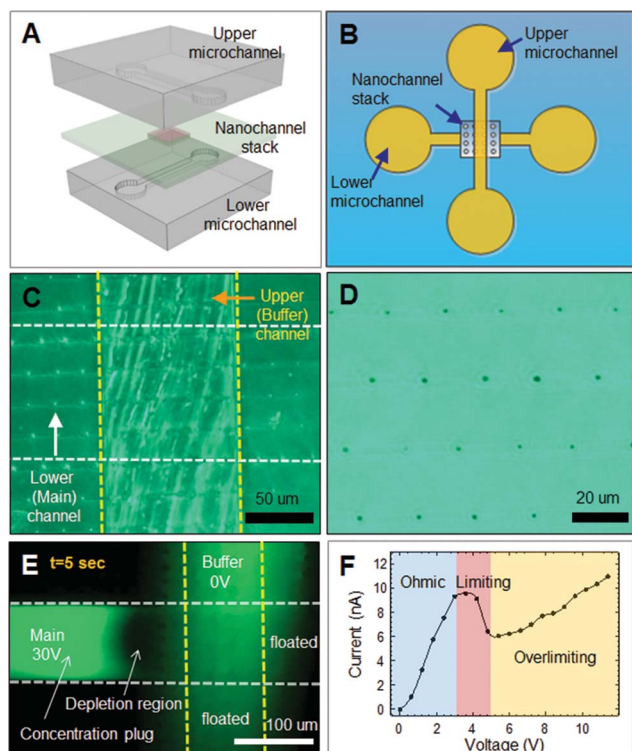 A
Upper
microchannel
Nanochannel
stack
Lower
microchannel
B
Upper
microchannel
Nanochannel
stack
Lower
microchannel
C
Upper
(Buffer)
channel
Lower
(Main)
channel
50 um
D
20 um
E
t=5 sec
Buffer
0V
Main
30V
floated
Depletion region
Concentration plug
floated
100 um
F
Ohmic
Limiting
Overlimiting
Current (nA)
12
10
8
6
4
2
0
0
2
4
6
8
10
12
Voltage (V)